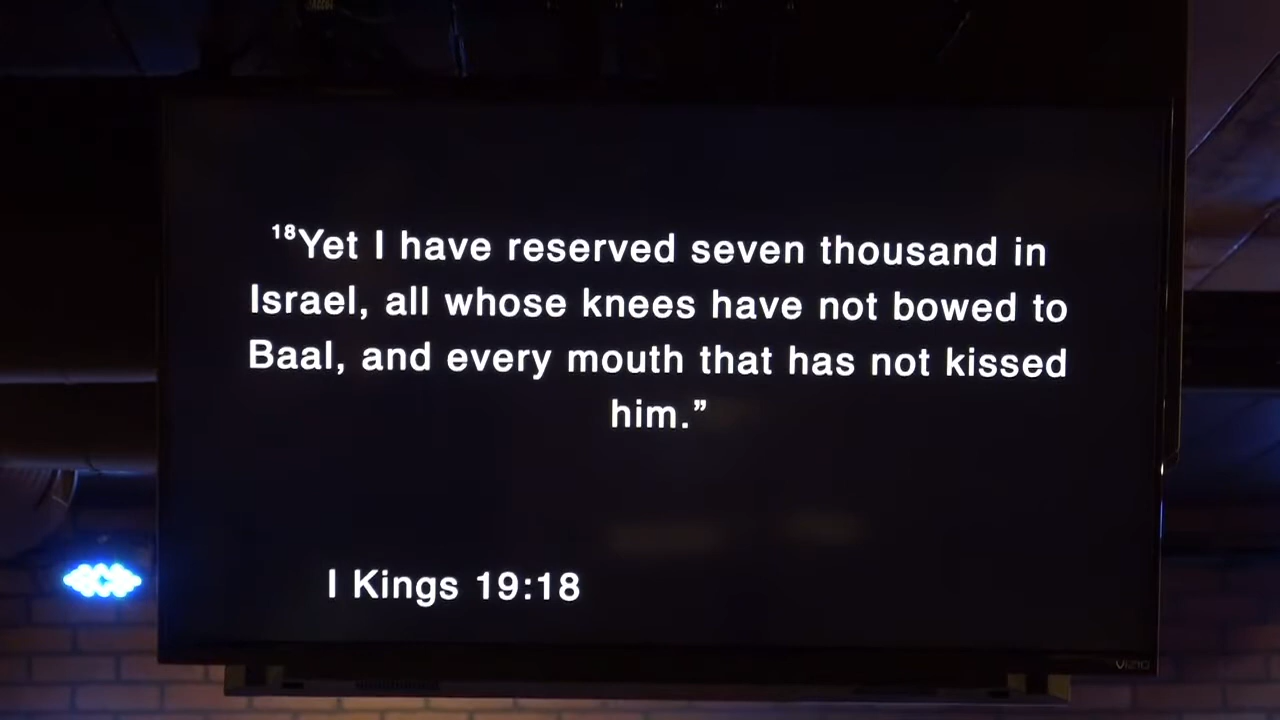 ¹⁸Yet I have reserved seven thousand in
Israel, all whose knees have not bowed to
Baal, and every mouth that has not kissed
him.”
I Kings 19:18
VIZIO